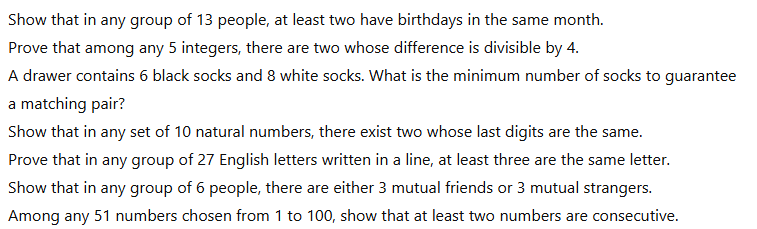 Show that in any group of 13 people, at least two have birthdays in the same month.
Prove that among any 5 integers, there are two whose difference is divisible by 4.
A drawer contains 6 black socks and 8 white socks. What is the minimum number of socks to guarantee
a matching pair?
Show that in any set of 10 natural numbers, there exist two whose last digits are the same.
Prove that in any group of 27 English letters written in a line, at least three are the same letter.
Show that in any group of 6 people, there are either 3 mutual friends or 3 mutual strangers.
Among any 51 numbers chosen from 1 to 100, show that at least two numbers are consecutive.